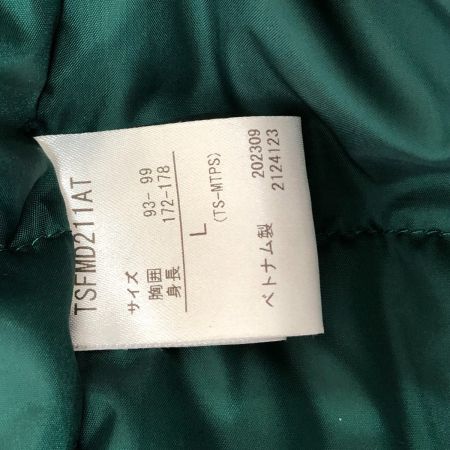 TSFMD211AT
サイズ
胸囲 93- 99
身長 172-178
L
(TS-MTPS)
ベトナム製 202309
2124123